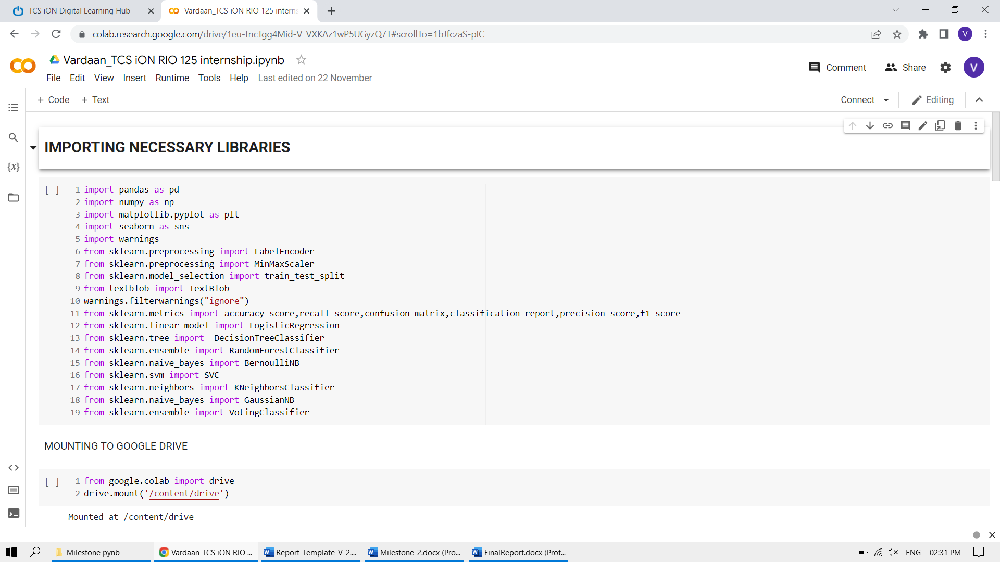 TCS iON Digital Learning Hub
Vardaan_TCS iON RIO 125 intern
colab.research.google.com/drive/1eu-tncTgg4Mid-V_VXKAz1wP5UGyzQ7T#scrollTo=1bJfczaS-pIC
V
Vardaan_TCS iON RIO 125 internship.ipynb
Comment
Share
V
File Edit View Insert Runtime Tools Help Last edited on 22 November
+ Code + Text
Connect
Editing
IMPORTING NECESSARY LIBRARIES
{x}
[ ] 1 import pandas as pd
2 import numpy as np
3 import matplotlib.pyplot as plt
4 import seaborn as sns
5 import warnings
6 from sklearn.preprocessing import LabelEncoder
7 from sklearn.preprocessing import MinMaxScaler
8 from sklearn.model_selection import train_test_split
9 from textblob import TextBlob
10 warnings.filterwarnings("ignore")
11 from sklearn.metrics import accuracy_score,recall_score,confusion_matrix,classification_report,precision_score,f1_score
12 from sklearn.linear_model import LogisticRegression
13 from sklearn.tree import  DecisionTreeClassifier
14 from sklearn.ensemble import RandomForestClassifier
15 from sklearn.naive_bayes import BernoulliNB
16 from sklearn.svm import SVC
17 from sklearn.neighbors import KNeighborsClassifier
18 from sklearn.naive_bayes import GaussianNB
19 from sklearn.ensemble import VotingClassifier
MOUNTING TO GOOGLE DRIVE
[ ] 1 from google.colab import drive
2 drive.mount('/content/drive')
Mounted at /content/drive
Milestone pynb
Vardaan_TCS iON RIO ...
Report_Template-V_2....
Milestone_2.docx (Pro...
FinalReport.docx (Prot...
ENG
02:31 PM